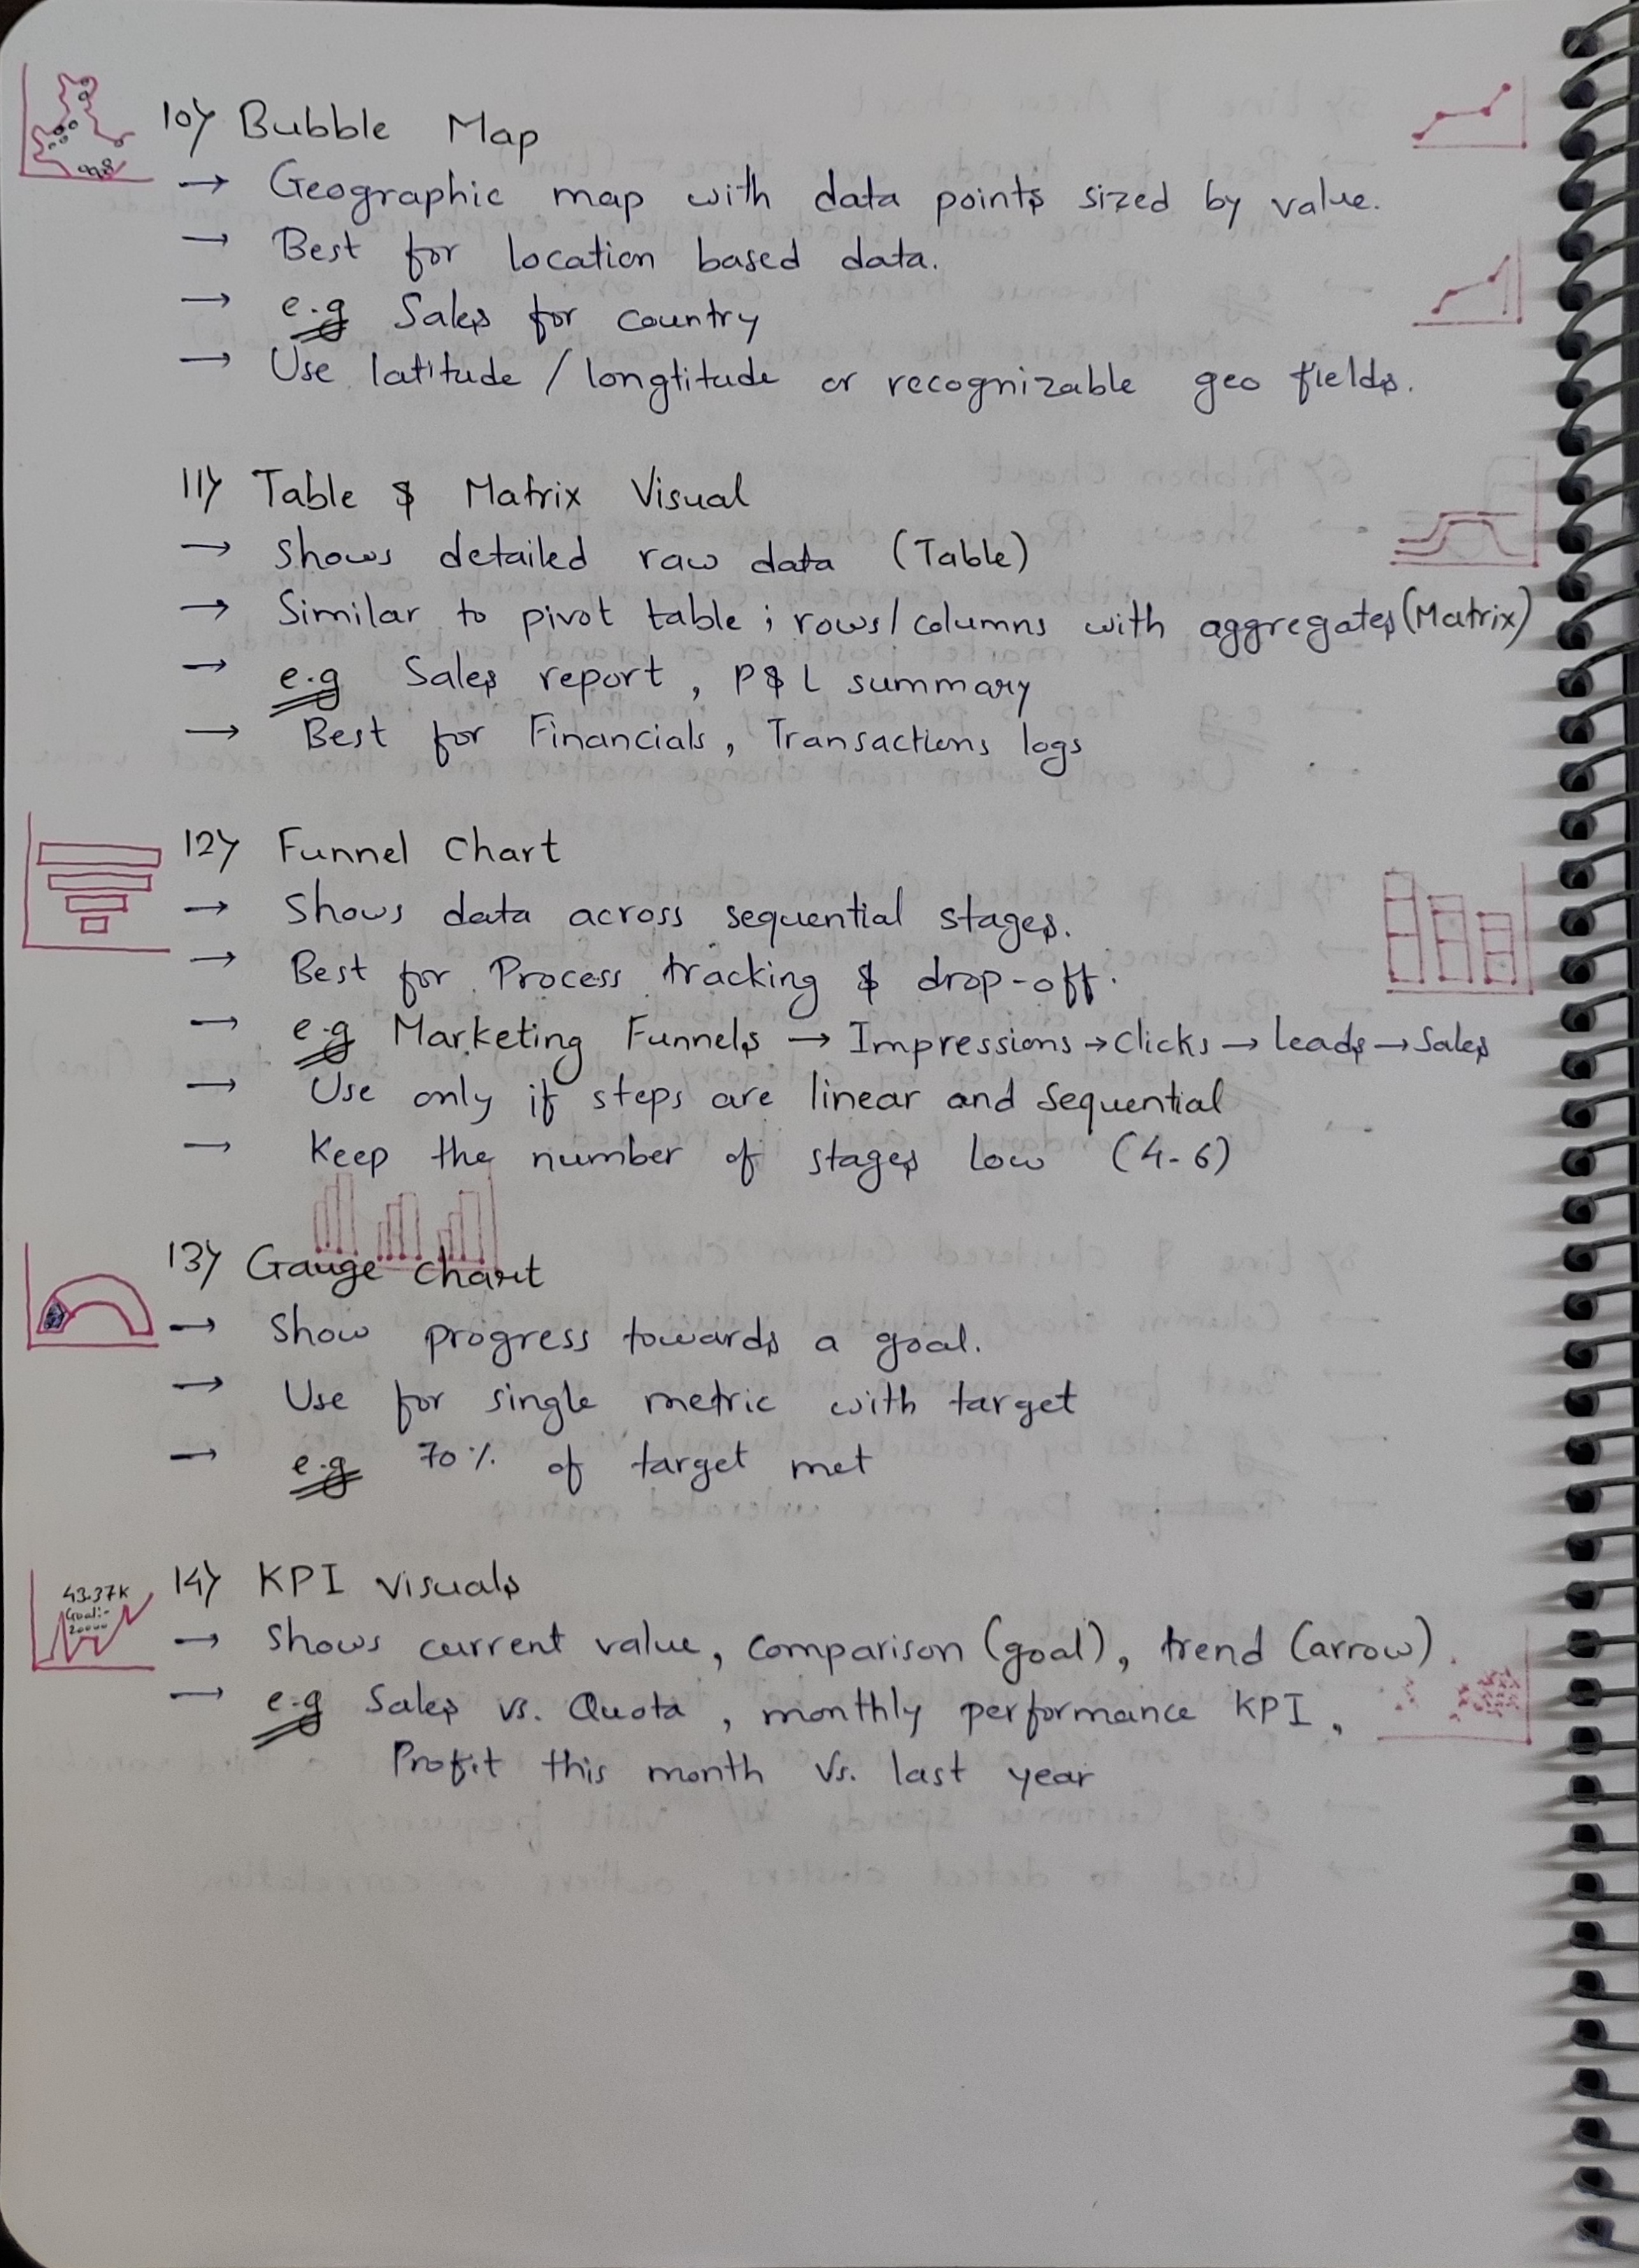 10) Bubble Map
→ Geographic map with data points sized by value.
→ Best for location based data.
→ e.g Sales for country
→ Use latitude / longtitude or recognizable geo fields.
11) Table & Matrix Visual
→ Shows detailed raw data (Table)
→ Similar to pivot table ; rows/columns with aggregates (Matrix)
→ e.g Sales report, P&L summary
→ Best for Financials, Transactions logs
12) Funnel Chart
→ Shows data across sequential stages.
→ Best for Process tracking & drop-off.
→ e.g Marketing Funnels → Impressions → Clicks → leads → Sales
→ Use only if steps are linear and sequential
→ Keep the number of stages low (4-6)
13) Gauge chart
→ Show progress towards a goal.
→ Use for single metric with target
→ e.g 70% of target met
43.37K
Goal:-
20000
14) KPI visuals
→ Shows current value, comparison (goal), trend (arrow).
→ e.g Sales vs. Quota, monthly performance KPI,
Profit this month Vs. last year